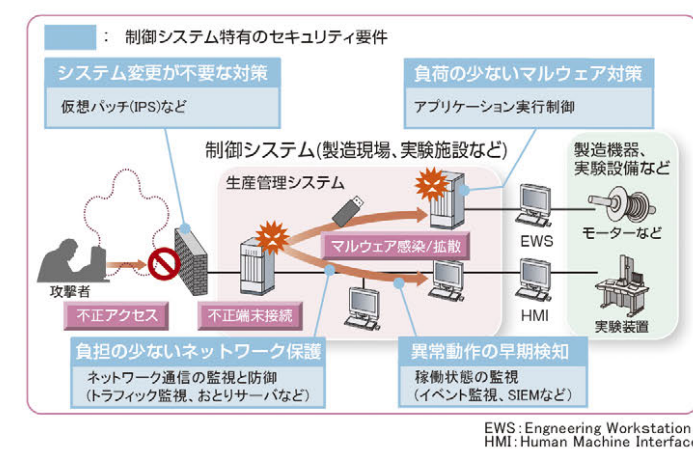 ： 制御システム特有のセキュリティ要件
システム変更が不要な対策
仮想パッチ(IPS)など
負荷の少ないマルウェア対策
アプリケーション実行制御
制御システム(製造現場、実験施設など)
生産管理システム
製造機器、
実験設備など
マルウェア感染/拡散
EWS
モーターなど
攻撃者
不正アクセス
不正端末接続
HMI
実験装置
負担の少ないネットワーク保護
ネットワーク通信の監視と防御
(トラフィック監視、おとりサーバなど)
異常動作の早期検知
稼働状態の監視
(イベント監視、SIEMなど)
EWS：Engneering Workstation
HMI：Human Machine Interface